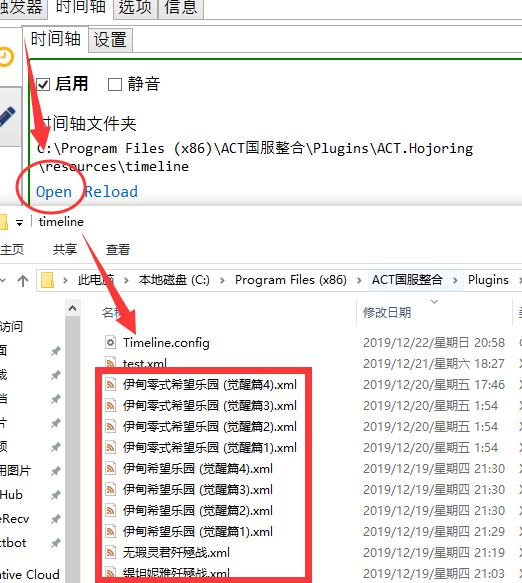 触发器 时间轴 选项 信息
时间轴 设置
启用 静音
时间轴文件夹
C:\Program Files (x86)\ACT国服整合\Plugins\ACT.Hojoring
\resources\timeline
Open Reload
timeline
主页 共享 查看
此电脑 本地磁盘 (C:) Program Files (x86) ACT国服整合 Plugins
名称 修改日期
Timeline.config 2019/12/22/星期日 20:58
访问
test.xml 2019/12/21/星期六 18:27
面
伊甸零式希望乐园 (觉醒篇4).xml 2019/12/20/星期五 17:46
载
伊甸零式希望乐园 (觉醒篇3).xml 2019/12/20/星期五 1:54
档
伊甸零式希望乐园 (觉醒篇2).xml 2019/12/20/星期五 1:54
片
伊甸零式希望乐园 (觉醒篇1).xml 2019/12/20/星期五 1:54
频
伊甸希望乐园 (觉醒篇4).xml 2019/12/19/星期四 21:30
用图片
伊甸希望乐园 (觉醒篇3).xml 2019/12/19/星期四 21:30
Hub
伊甸希望乐园 (觉醒篇2).xml 2019/12/19/星期四 21:30
eRecv
伊甸希望乐园 (觉醒篇1).xml 2019/12/19/星期四 21:29
ctbot
无瑕灵君歼殛战.xml 2019/12/19/星期四 21:19
缇坦妮雅歼殛战.xml 2019/12/19/星期四 21:03
tive Cloud